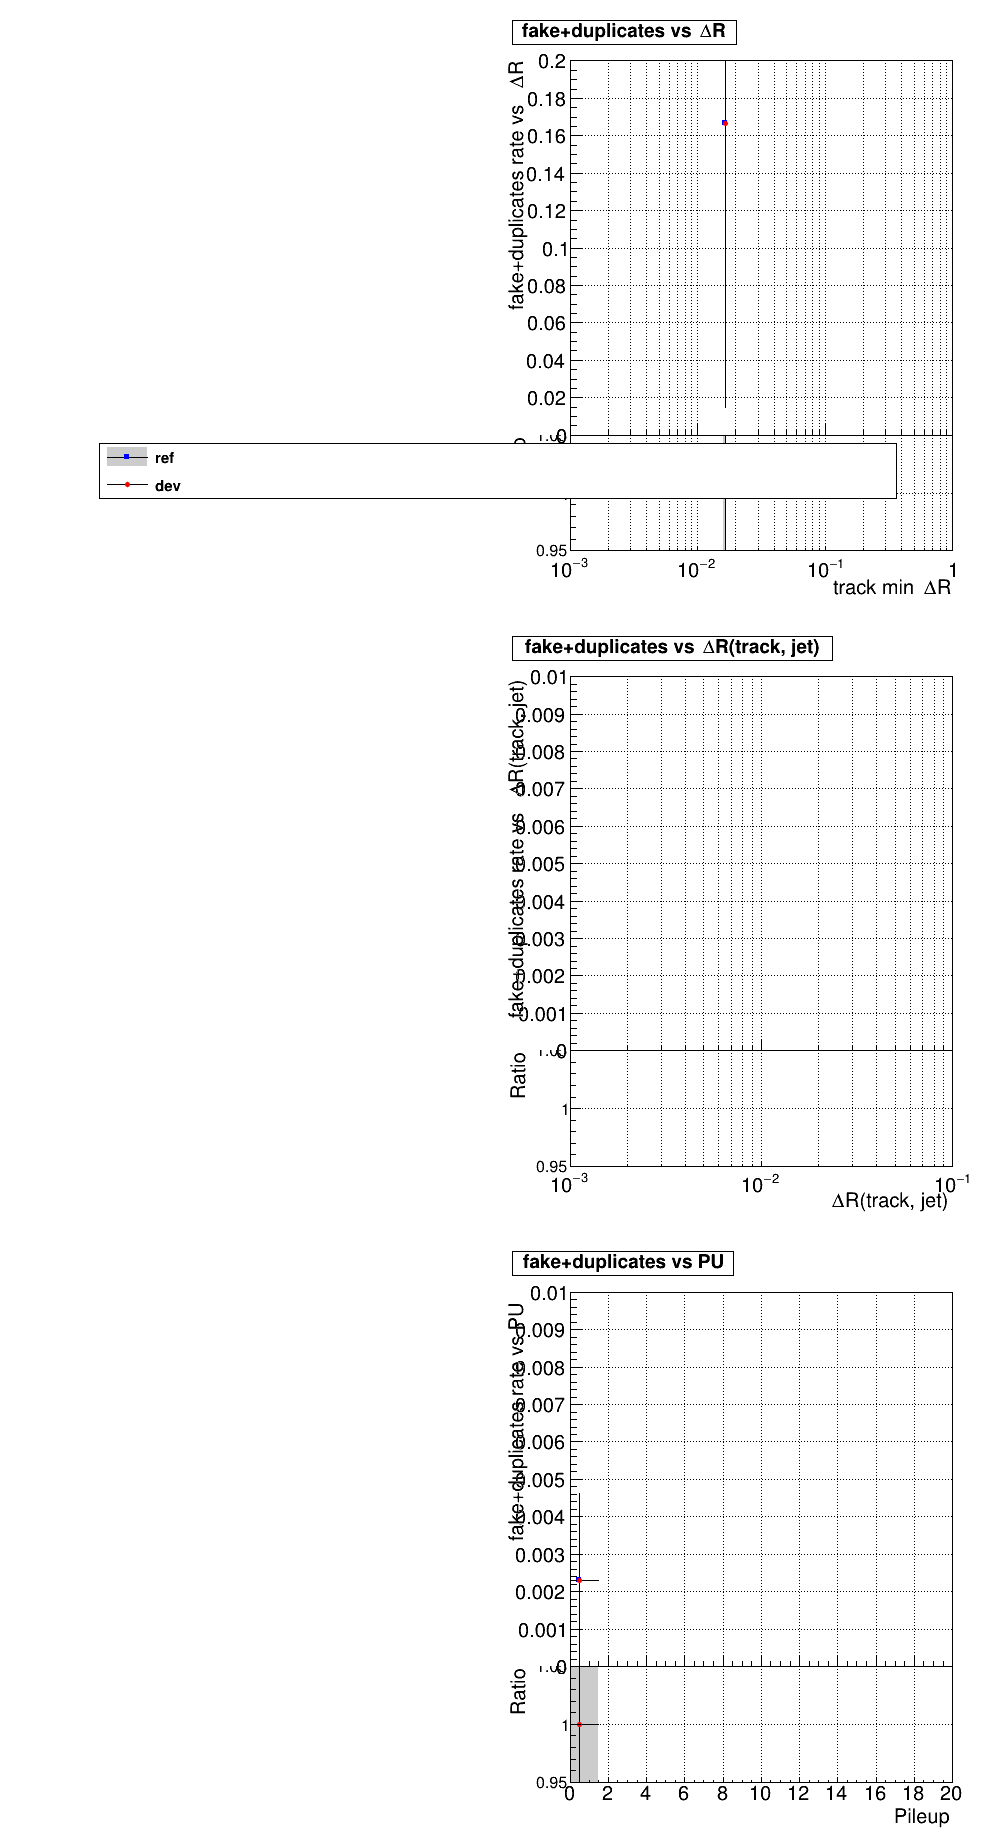 fake+duplicates vs ΔR
fake+duplicates rate vs ΔR
0.2
0.18
0.16
0.14
0.12
0.1
0.08
0.06
0.04
0.02
0
ref
dev
0.95
10⁻³ 10⁻² 10⁻¹ 1
track min ΔR
fake+duplicates vs ΔR(track, jet)
fake+duplicates rate vs ΔR(track, jet)
0.01
0.009
0.008
0.007
0.006
0.005
0.004
0.003
0.002
0.001
0
Ratio
1
0.95
10⁻³ 10⁻² 10⁻¹
ΔR(track, jet)
fake+duplicates vs PU
fake+duplicates rate vs PU
0.01
0.009
0.008
0.007
0.006
0.005
0.004
0.003
0.002
0.001
0
Ratio
1
0.95
0 2 4 6 8 10 12 14 16 18 20
Pileup